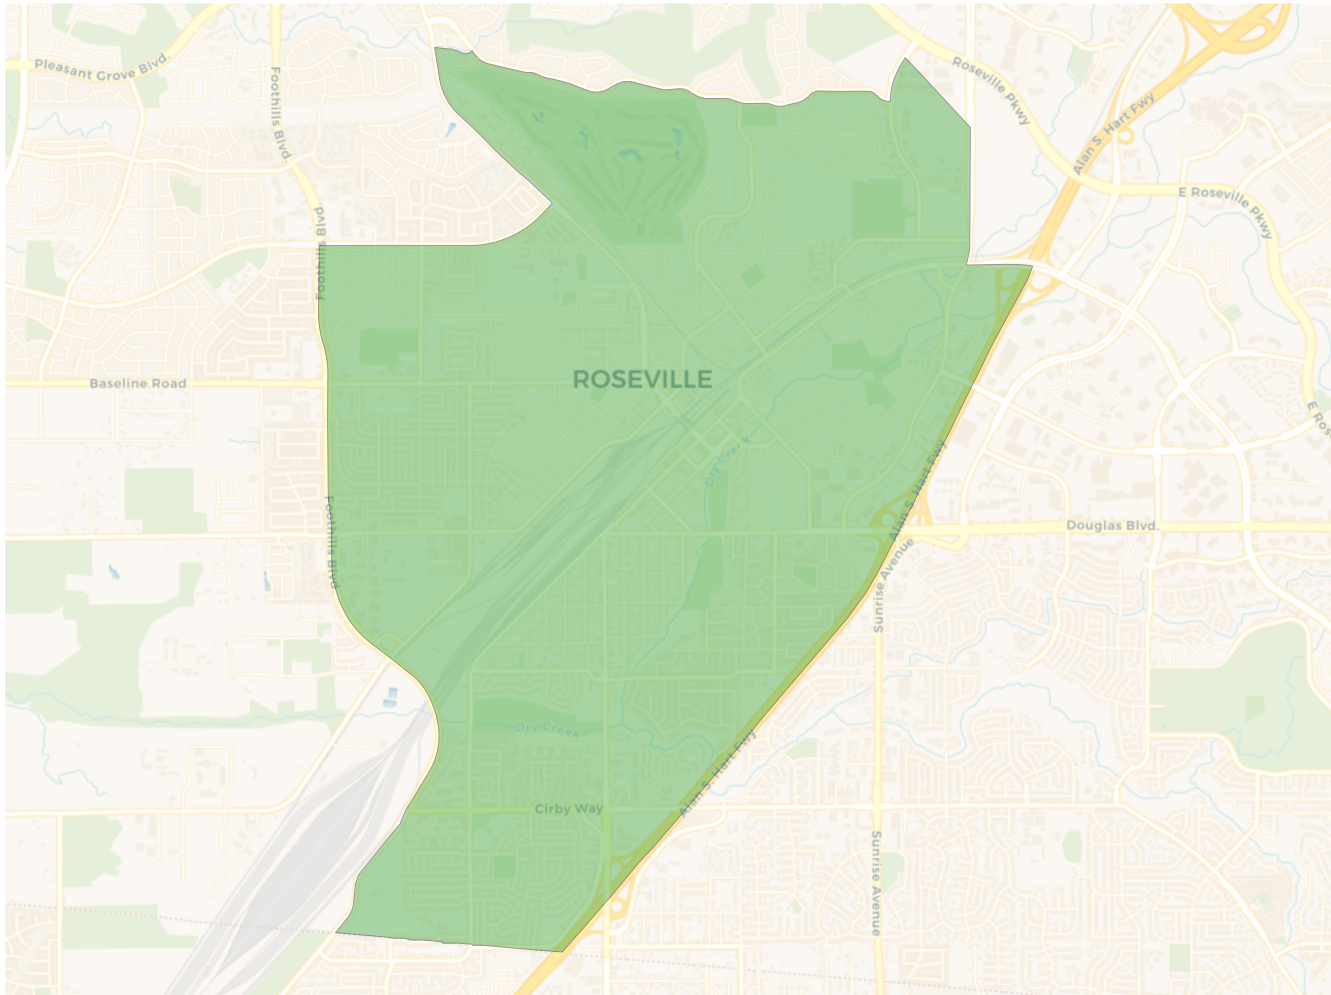 Pleasant Grove Blvd.
Foothills Blvd.
Roseville Pkwy
Alan S. Hart Fwy
E Roseville Pkwy
Foothills Blvd
Baseline Road
ROSEVILLE
E Ros
Dry Creek
Alan S. Hart Fwy
Foothills Blvd.
Douglas Blvd.
Sunrise Avenue
Dry Creek
Alan S. Hart Fwy
Cirby Way
Sunrise Avenue